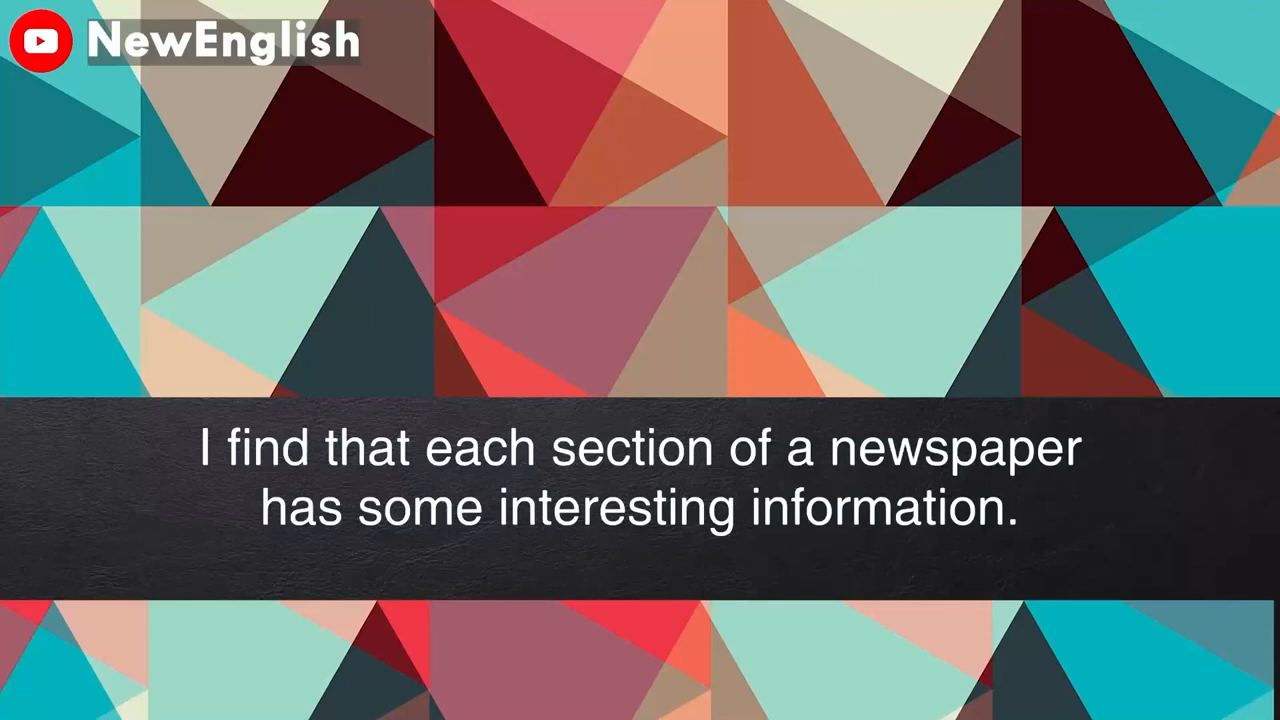 NewEnglish
I find that each section of a newspaper
has some interesting information.